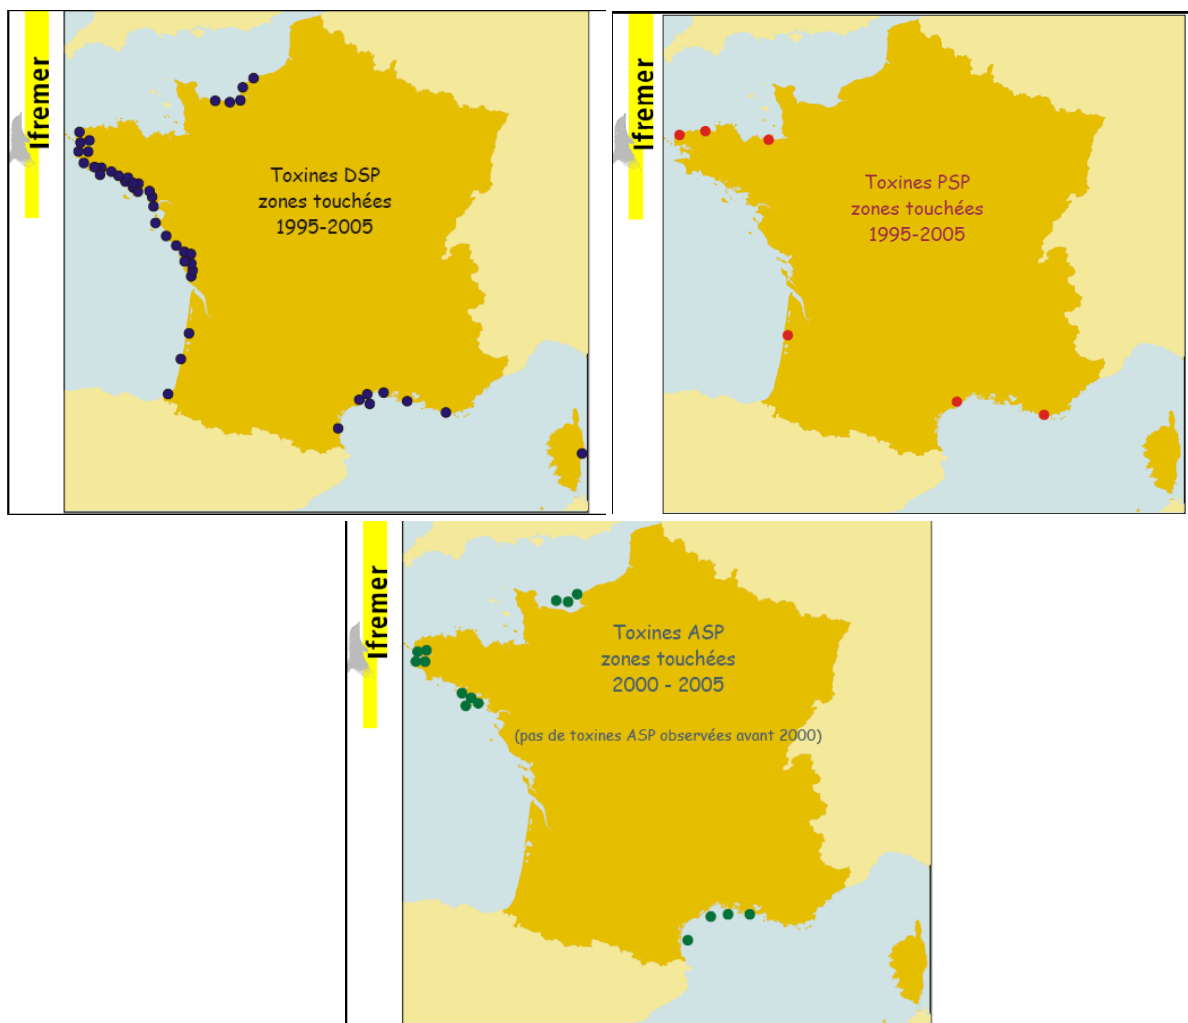 Ifremer
Toxines DSP
zones touchées
1995-2005
Ifremer
Toxines PSP
zones touchées
1995-2005
Ifremer
Toxines ASP
zones touchées
2000 - 2005
(pas de toxines ASP observées avant 2000)